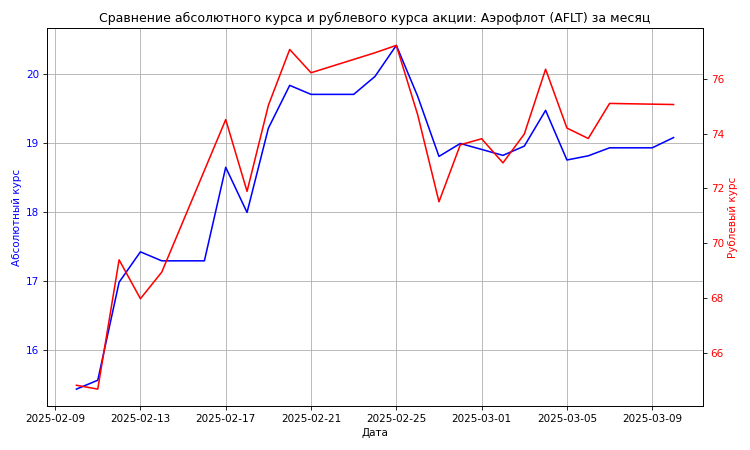 Сравнение абсолютного курса и рублевого курса акции: Аэрофлот (AFLT) за месяц
Абсолютный курс
20
19
18
17
16
76
74
72
70
68
66
Рублевый курс
2025-02-09 2025-02-13 2025-02-17 2025-02-21 2025-02-25 2025-03-01 2025-03-05 2025-03-09
Дата